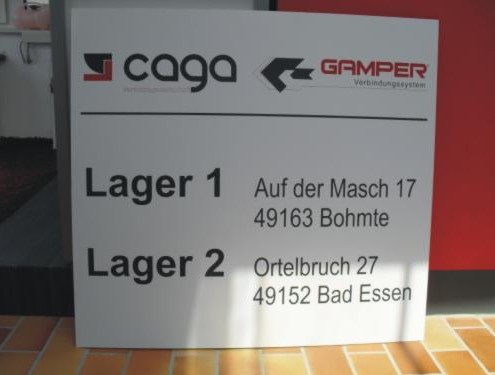 caga
GAMPER
Verbindungssystem
Lager 1 Auf der Masch 17
49163 Bohmte
Lager 2 Ortelbruch 27
49152 Bad Essen